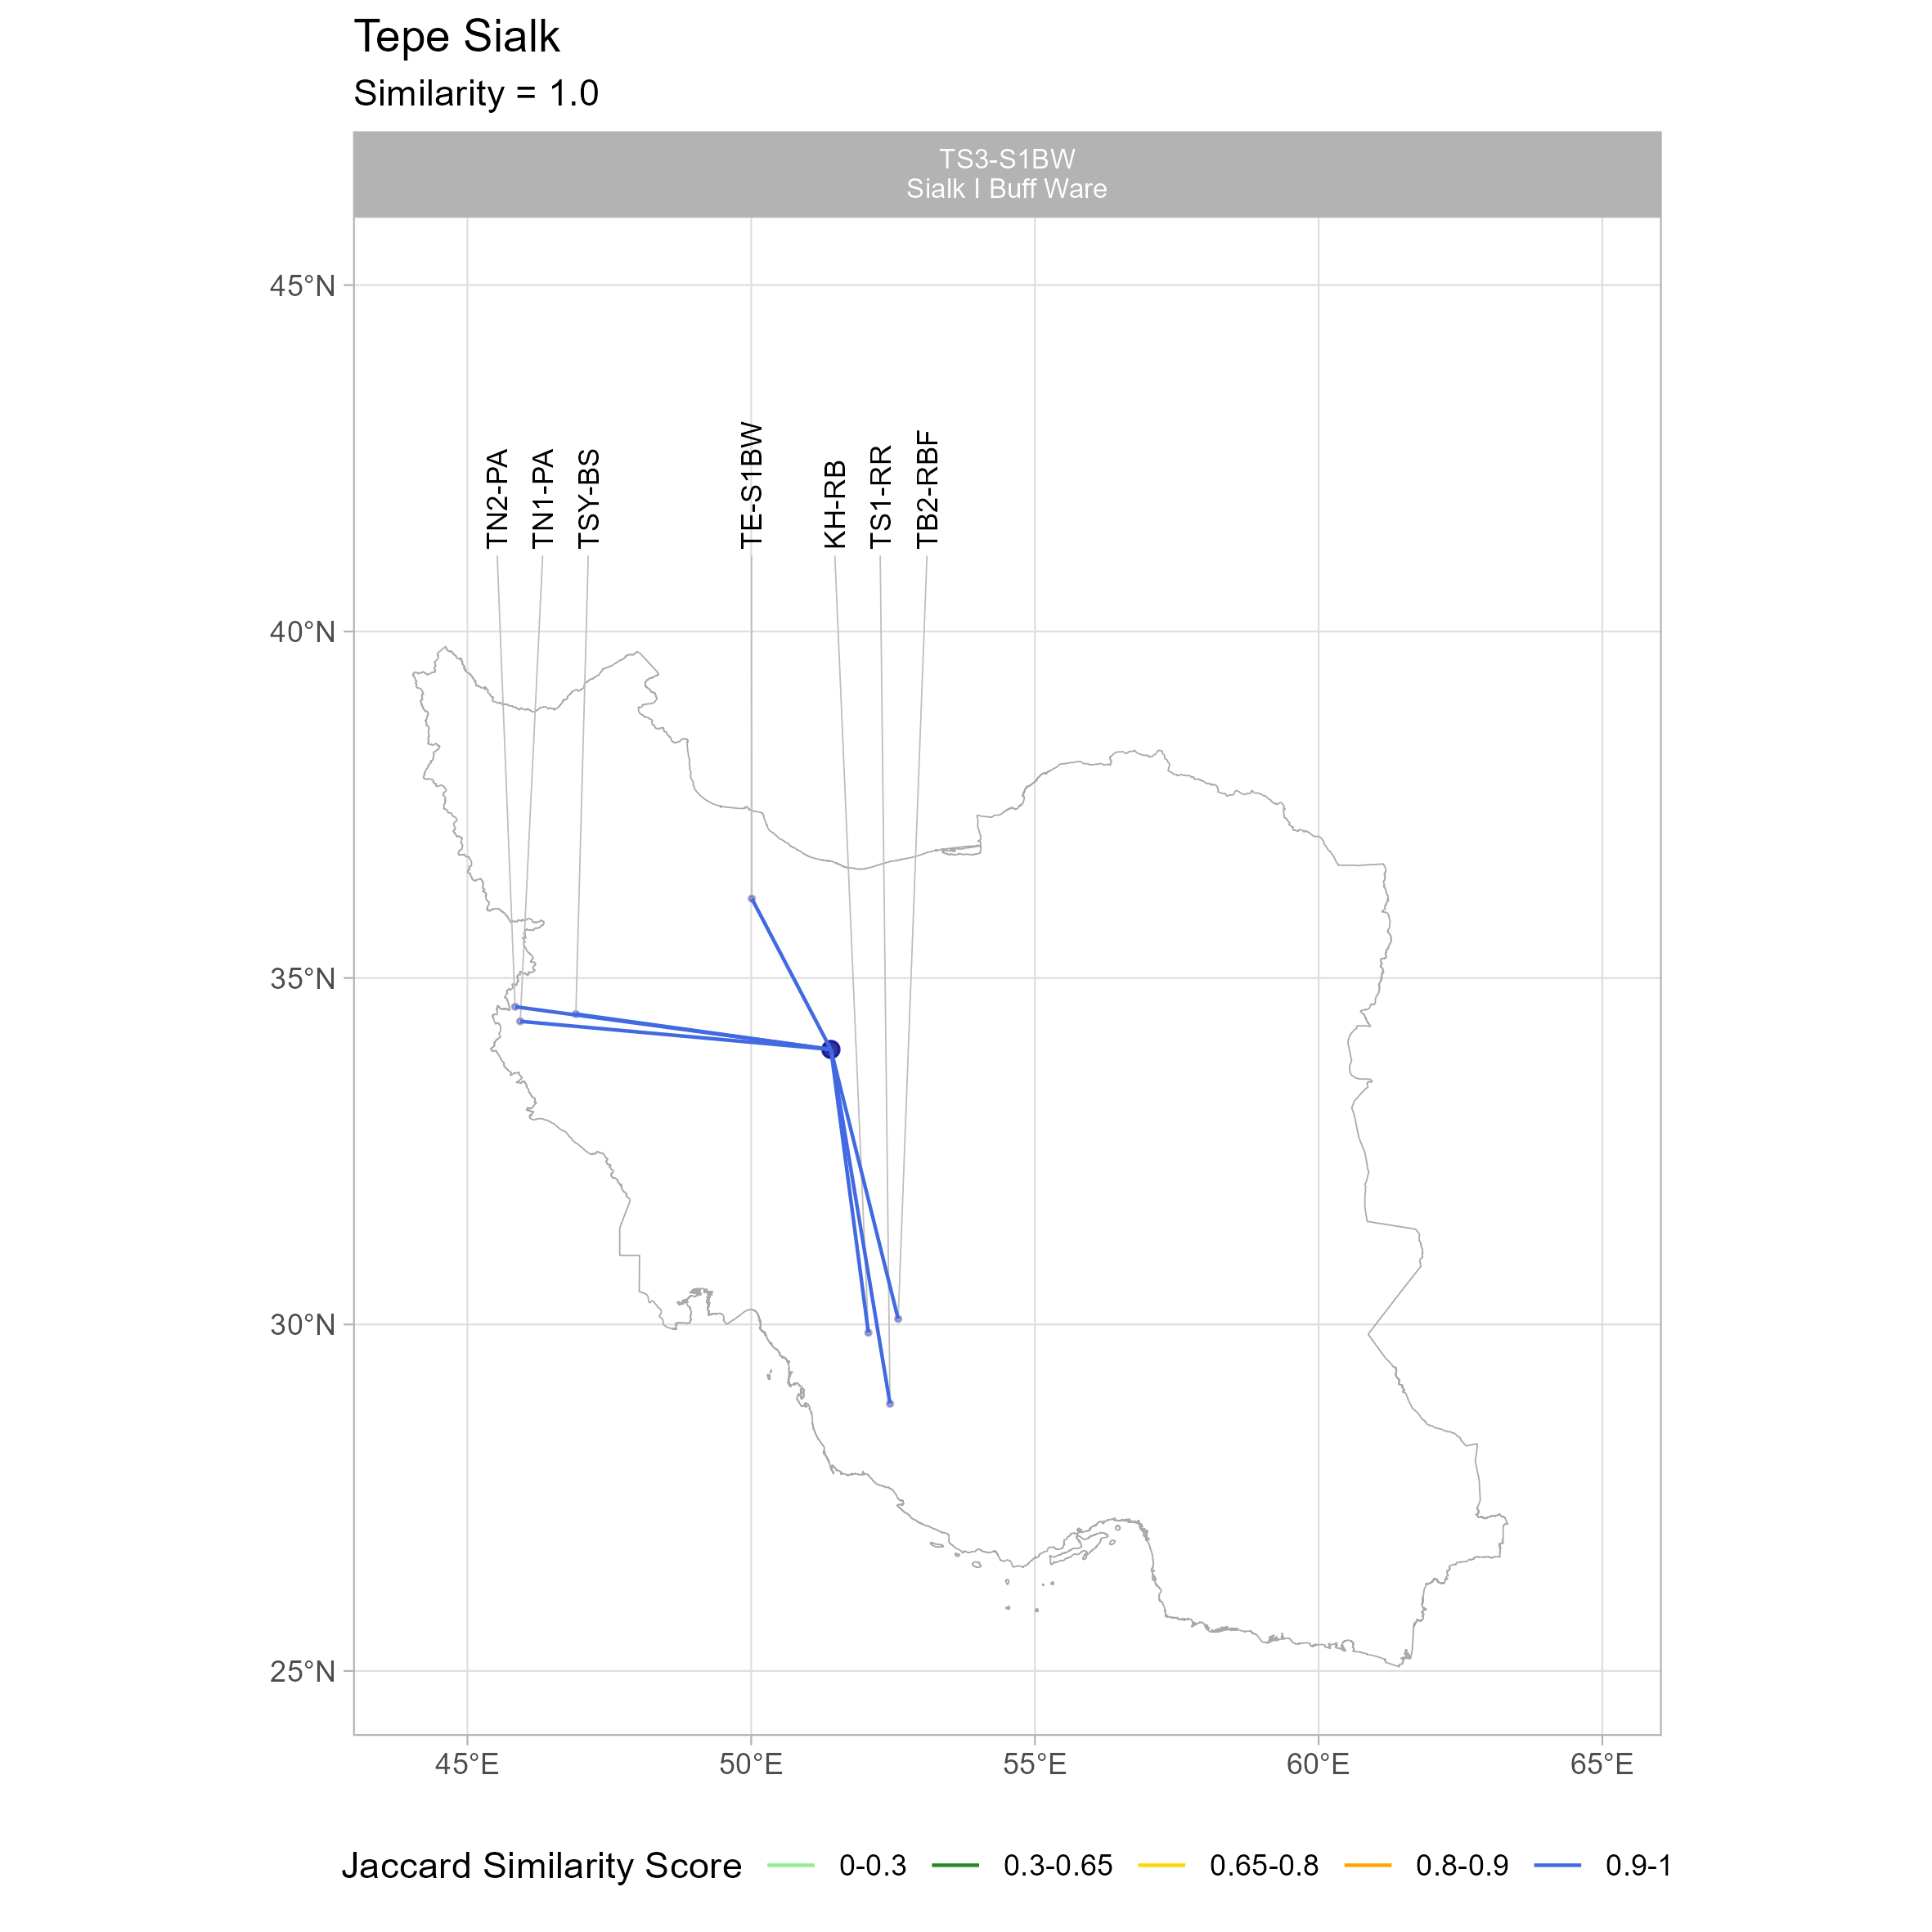 Tepe Sialk
Similarity = 1.0
TS3-S1BW
Sialk I Buff Ware
45°N
40°N
35°N
30°N
25°N
TN2-PA
TN1-PA
TSY-BS
TE-S1BW
KH-RB
TS1-RR
TB2-RBF
45°E
50°E
55°E
60°E
65°E
Jaccard Similarity Score 0-0.3 0.3-0.65 0.65-0.8 0.8-0.9 0.9-1